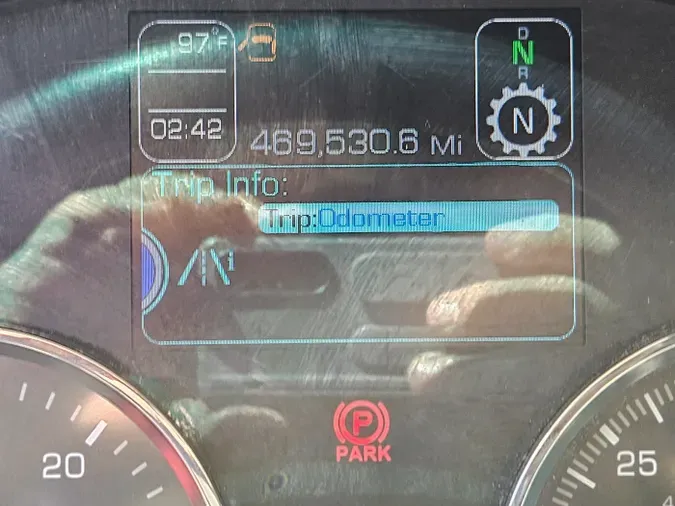 97°F
02:42
469,530.6 Mi
D
N
R
N
Trip Info:
Trip:Odometer
i
P
PARK
20
25